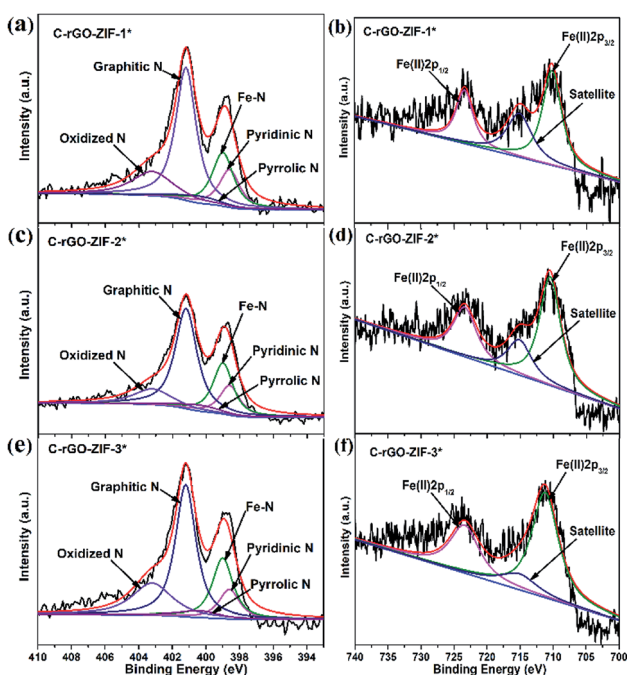 (a) C-rGO-ZIF-1*
Graphitic N
Fe-N
Oxidized N
Pyridinic N
Pyrrolic N
Intensity (a.u.)
(b) C-rGO-ZIF-1*
Fe(II)2p3/2
Fe(II)2p1/2
Satellite
Intensity (a.u.)
(c) C-rGO-ZIF-2*
Graphitic N
Fe-N
Oxidized N
Pyridinic N
Pyrrolic N
Intensity (a.u.)
(d) C-rGO-ZIF-2*
Fe(II)2p3/2
Fe(II)2p1/2
Satellite
Intensity (a.u.)
(e) C-rGO-ZIF-3*
Graphitic N
Fe-N
Oxidized N
Pyridinic N
Pyrrolic N
Intensity (a.u.)
410 408 406 404 402 400 398 396 394
Binding Energy (eV)
(f) C-rGO-ZIF-3*
Fe(II)2p3/2
Fe(II)2p1/2
Satellite
Intensity (a.u.)
740 735 730 725 720 715 710 705 700
Binding Energy (eV)